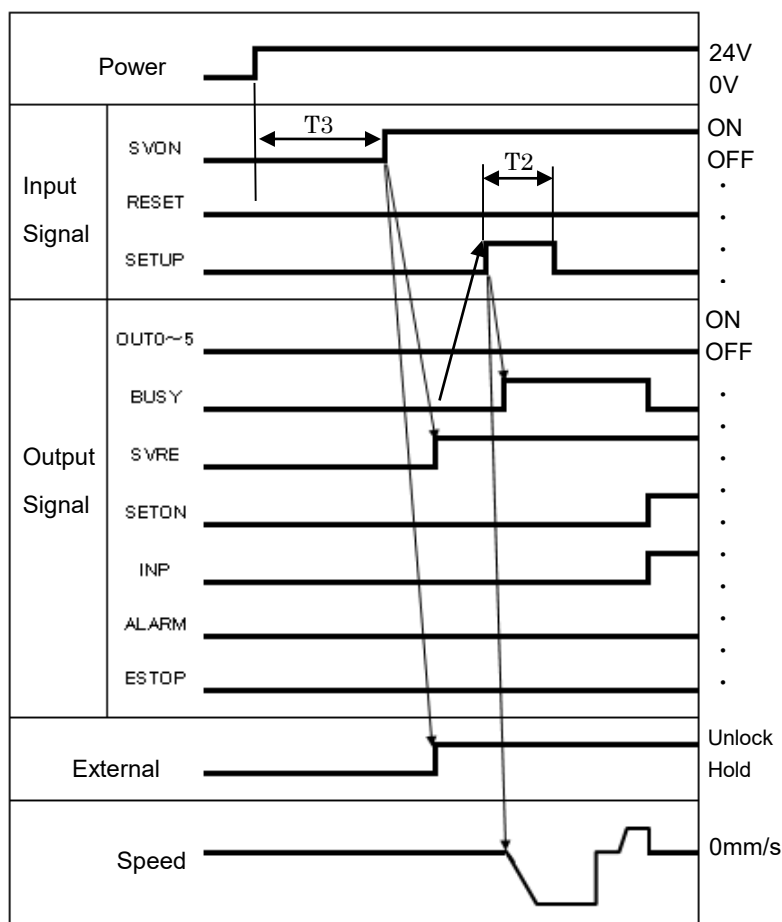 Power
24V
0V
Input
Signal
SVON
T3
ON
OFF
RESET
T2
SETUP
Output
Signal
OUT0～5
ON
OFF
BUSY
SVRE
SETON
INP
ALARM
ESTOP
External
Unlock
Hold
Speed
0mm/s